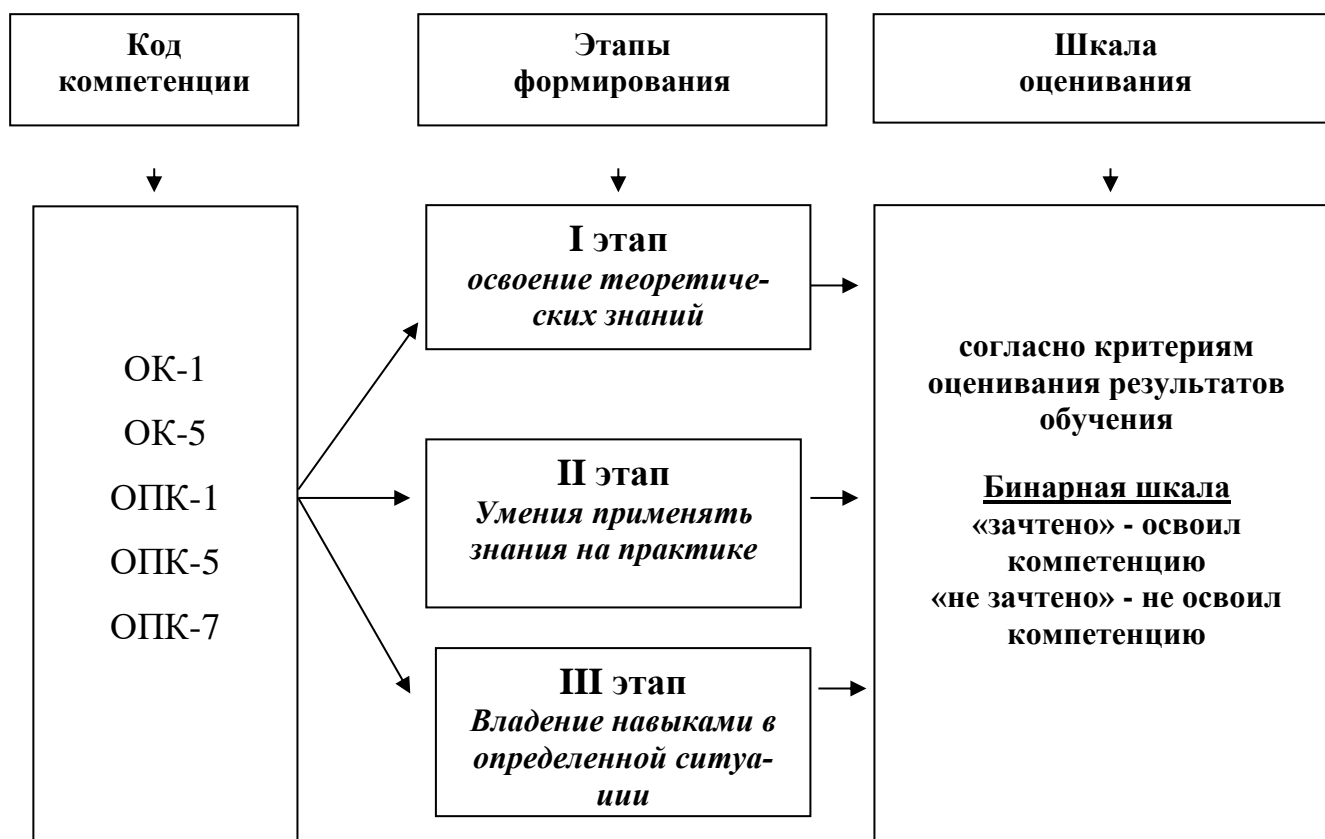 Код
компетенции
Этапы
формирования
Шкала
оценивания
ОК-1
ОК-5
ОПК-1
ОПК-5
ОПК-7
I этап
освоение теоретиче-
ских знаний
II этап
Умения применять
знания на практике
III этап
Владение навыками в
определенной ситуа-
ции
согласно критериям
оценивания результатов
обучения
Бинарная шкала
«зачтено» - освоил
компетенцию
«не зачтено» - не освоил
компетенцию